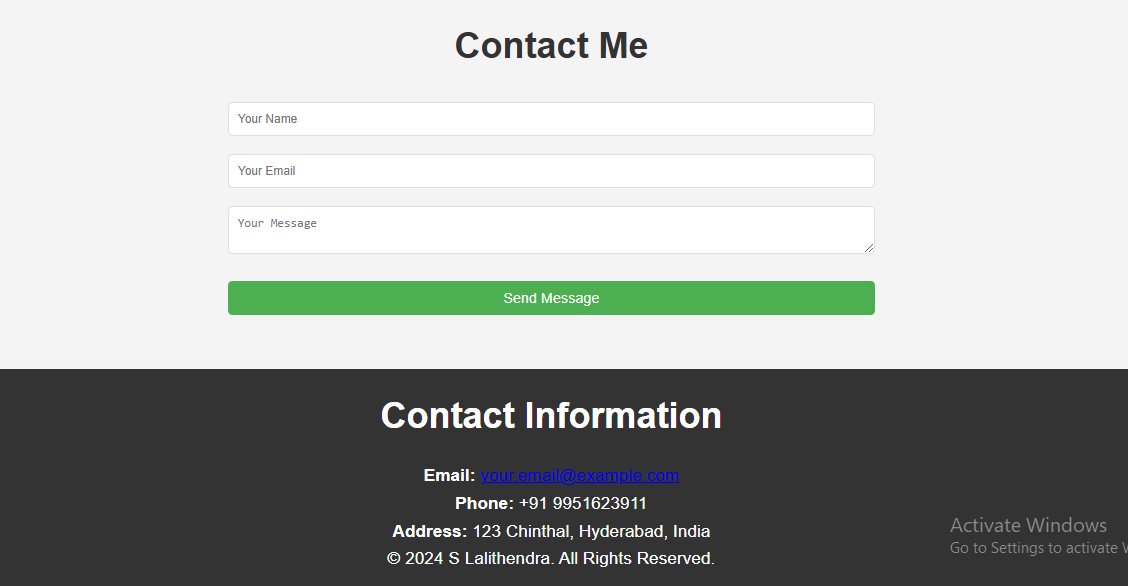 Contact Me
Your Name
Your Email
Your Message
Send Message
Contact Information
Email: your.email@example.com
Phone: +91 9951623911
Address: 123 Chinthal, Hyderabad, India
© 2024 S Lalithendra. All Rights Reserved.
Activate Windows
Go to Settings to activate